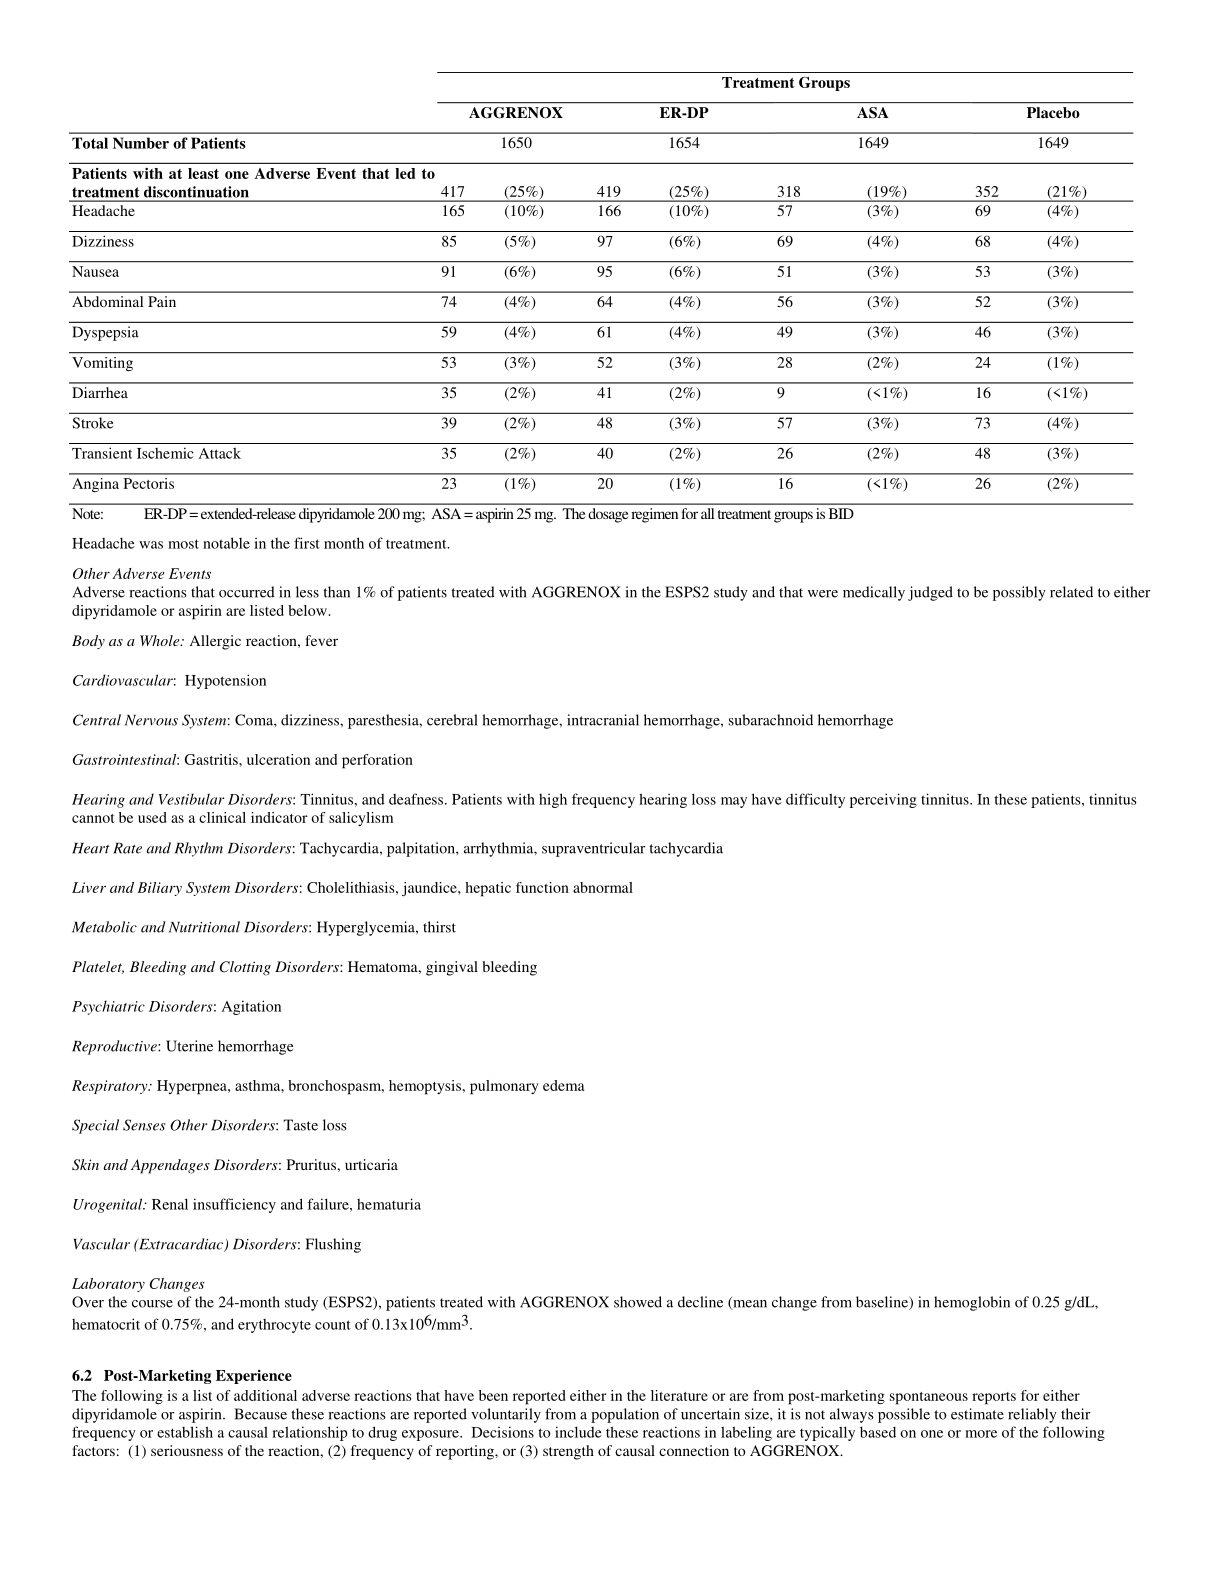 Treatment Groups
AGGRENOX ER-DP ASA Placebo
Total Number of Patients 1650 1654 1649 1649
Patients with at least one Adverse Event that led to
treatment discontinuation 417 (25%) 419 (25%) 318 (19%) 352 (21%)
Headache 165 (10%) 166 (10%) 57 (3%) 69 (4%)
Dizziness 85 (5%) 97 (6%) 69 (4%) 68 (4%)
Nausea 91 (6%) 95 (6%) 51 (3%) 53 (3%)
Abdominal Pain 74 (4%) 64 (4%) 56 (3%) 52 (3%)
Dyspepsia 59 (4%) 61 (4%) 49 (3%) 46 (3%)
Vomiting 53 (3%) 52 (3%) 28 (2%) 24 (1%)
Diarrhea 35 (2%) 41 (2%) 9 (<1%) 16 (<1%)
Stroke 39 (2%) 48 (3%) 57 (3%) 73 (4%)
Transient Ischemic Attack 35 (2%) 40 (2%) 26 (2%) 48 (3%)
Angina Pectoris 23 (1%) 20 (1%) 16 (<1%) 26 (2%)
Note: ER-DP = extended-release dipyridamole 200 mg; ASA = aspirin 25 mg. The dosage regimen for all treatment groups is BID
Headache was most notable in the first month of treatment.
Other Adverse Events
Adverse reactions that occurred in less than 1% of patients treated with AGGRENOX in the ESPS2 study and that were medically judged to be possibly related to either
dipyridamole or aspirin are listed below.
Body as a Whole: Allergic reaction, fever
Cardiovascular: Hypotension
Central Nervous System: Coma, dizziness, paresthesia, cerebral hemorrhage, intracranial hemorrhage, subarachnoid hemorrhage
Gastrointestinal: Gastritis, ulceration and perforation
Hearing and Vestibular Disorders: Tinnitus, and deafness. Patients with high frequency hearing loss may have difficulty perceiving tinnitus. In these patients, tinnitus
cannot be used as a clinical indicator of salicylism
Heart Rate and Rhythm Disorders: Tachycardia, palpitation, arrhythmia, supraventricular tachycardia
Liver and Biliary System Disorders: Cholelithiasis, jaundice, hepatic function abnormal
Metabolic and Nutritional Disorders: Hyperglycemia, thirst
Platelet, Bleeding and Clotting Disorders: Hematoma, gingival bleeding
Psychiatric Disorders: Agitation
Reproductive: Uterine hemorrhage
Respiratory: Hyperpnea, asthma, bronchospasm, hemoptysis, pulmonary edema
Special Senses Other Disorders: Taste loss
Skin and Appendages Disorders: Pruritus, urticaria
Urogenital: Renal insufficiency and failure, hematuria
Vascular (Extracardiac) Disorders: Flushing
Laboratory Changes
Over the course of the 24-month study (ESPS2), patients treated with AGGRENOX showed a decline (mean change from baseline) in hemoglobin of 0.25 g/dL,
hematocrit of 0.75%, and erythrocyte count of 0.13x10⁶/mm³.
6.2 Post-Marketing Experience
The following is a list of additional adverse reactions that have been reported either in the literature or are from post-marketing spontaneous reports for either
dipyridamole or aspirin. Because these reactions are reported voluntarily from a population of uncertain size, it is not always possible to estimate reliably their
frequency or establish a causal relationship to drug exposure. Decisions to include these reactions in labeling are typically based on one or more of the following
factors: (1) seriousness of the reaction, (2) frequency of reporting, or (3) strength of causal connection to AGGRENOX.